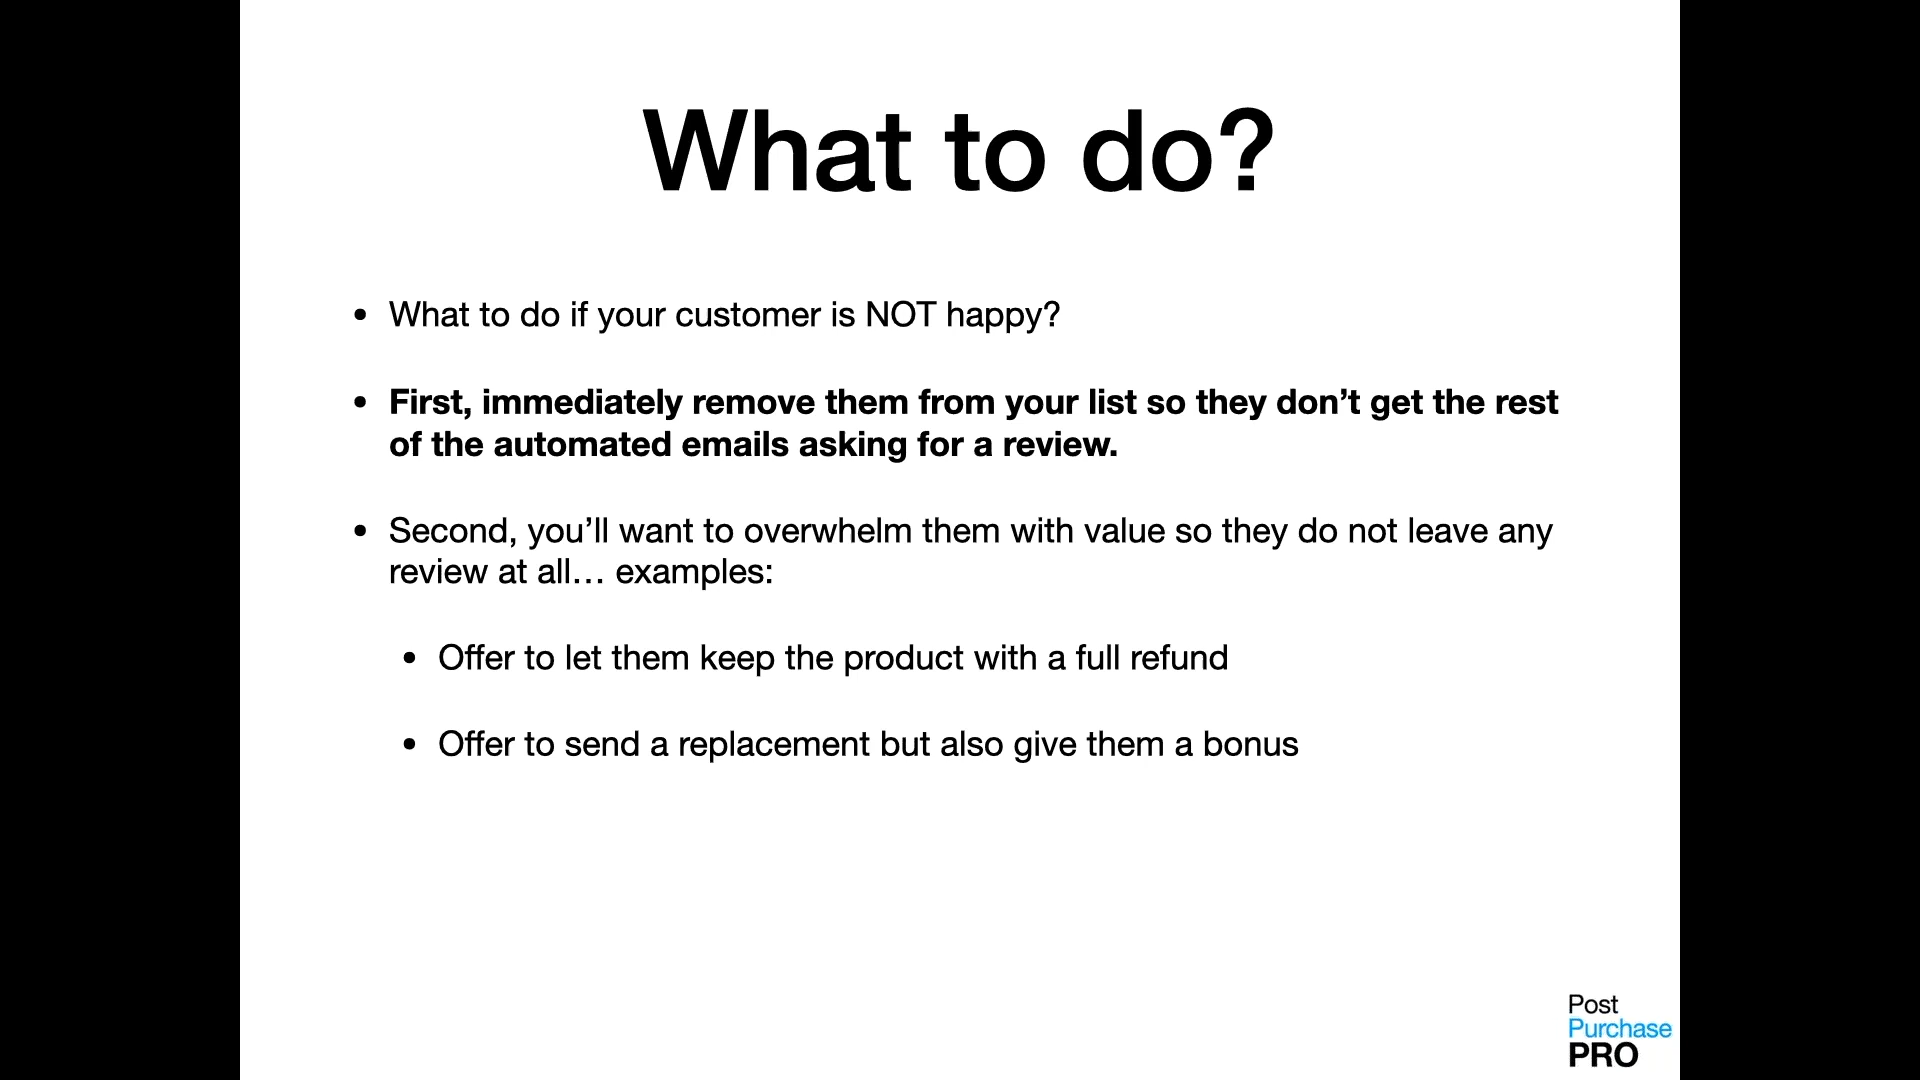 What to do?
• What to do if your customer is NOT happy?
• First, immediately remove them from your list so they don’t get the rest
of the automated emails asking for a review.
• Second, you’ll want to overwhelm them with value so they do not leave any
review at all… examples:
• Offer to let them keep the product with a full refund
• Offer to send a replacement but also give them a bonus
Post
Purchase
PRO